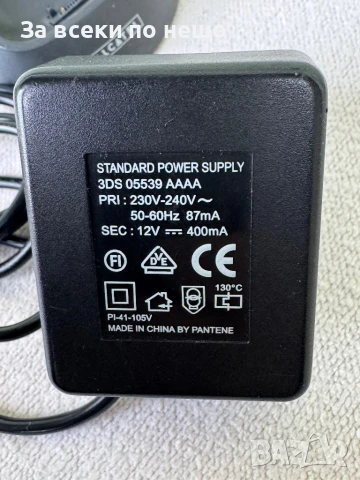 За всеки по нещо
STANDARD POWER SUPPLY
3DS 05539 AAAA
PRI : 230V-240V~
50-60Hz 87mA
SEC : 12V ⎓ 400mA
FI VDE CE
130°C
PI-41-105V
MADE IN CHINA BY PANTENE
BAZAR